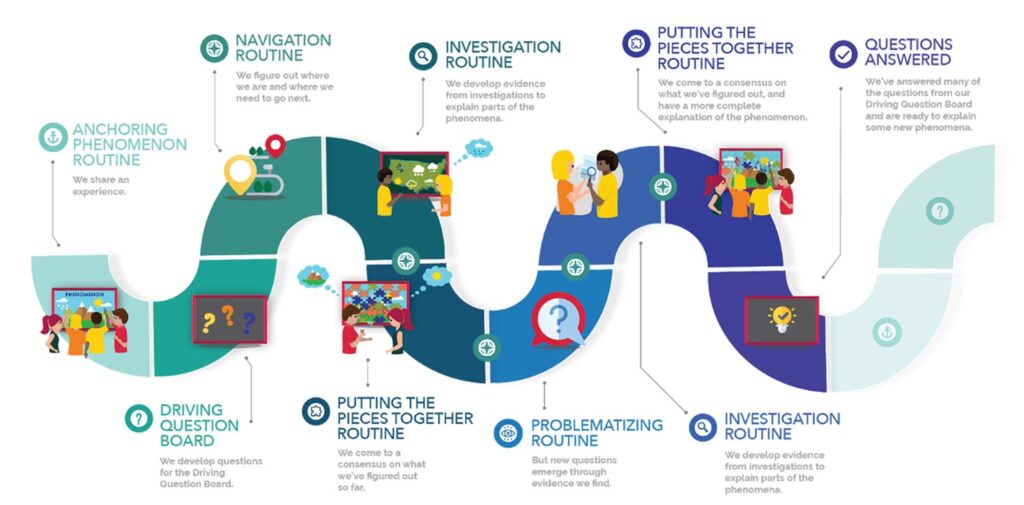 ANCHORING
PHENOMENON
ROUTINE
We share an
experience.
PHENOMENON
DRIVING
QUESTION
BOARD
We develop questions
for the Driving
Question Board.
? ? ?
NAVIGATION
ROUTINE
We figure out where
we are and where we
need to go next.
INVESTIGATION
ROUTINE
We develop evidence
from investigations to
explain parts of the
phenomena.
PUTTING THE
PIECES TOGETHER
ROUTINE
We come to a
consensus on what
we've figured out
so far.
PROBLEMATIZING
ROUTINE
But new questions
emerge through
evidence we find.
?
INVESTIGATION
ROUTINE
We develop evidence
from investigations to
explain parts of the
phenomena.
PUTTING THE
PIECES TOGETHER
ROUTINE
We come to a consensus on
what we've figured out, and
have a more complete
explanation of the phenomenon.
QUESTIONS
ANSWERED
We've answered many of
the questions from our
Driving Question Board
and are ready to explain
some new phenomena.
?